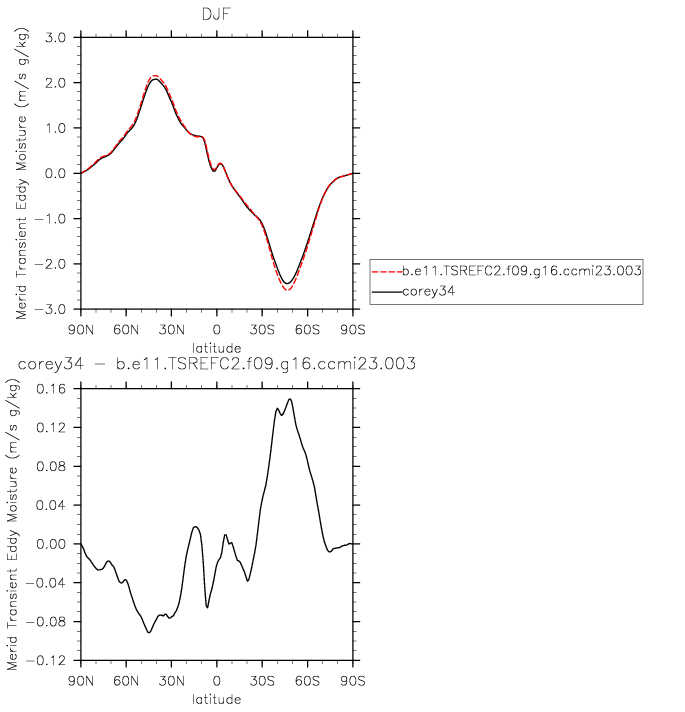 DJF
Merid Transient Eddy Moisture (m/s g/kg)
3.0
2.0
1.0
0.0
−1.0
−2.0
−3.0
90N 60N 30N 0 30S 60S 90S
latitude
b.e11.TSREFC2.f09.g16.ccmi23.003
corey34
corey34 − b.e11.TSREFC2.f09.g16.ccmi23.003
Merid Transient Eddy Moisture (m/s g/kg)
0.16
0.12
0.08
0.04
0.00
−0.04
−0.08
−0.12
90N 60N 30N 0 30S 60S 90S
latitude